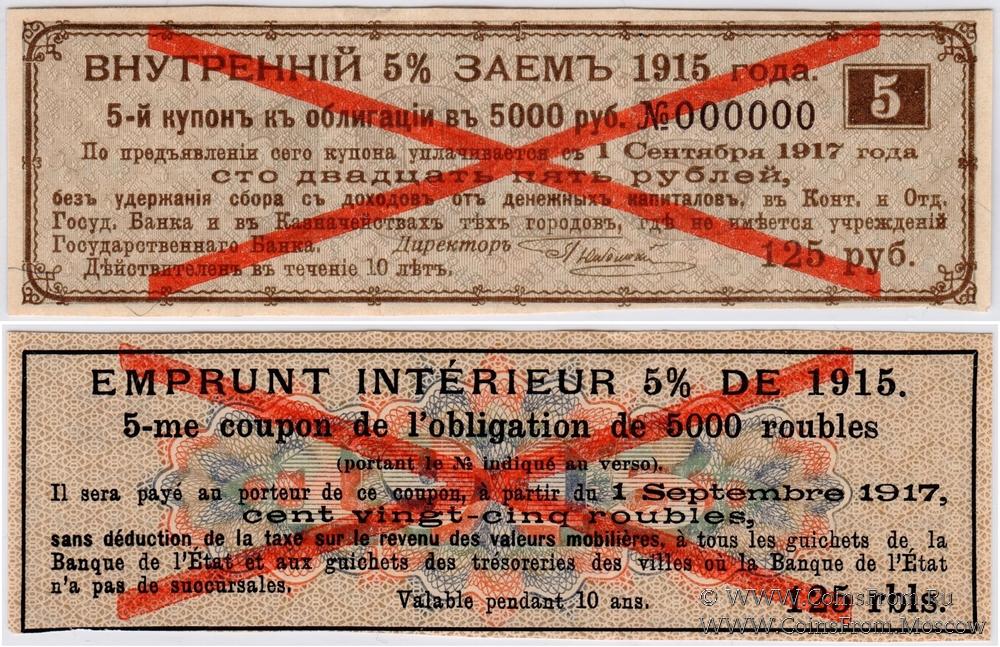 ВНУТРЕННІЙ 5% ЗАЕМЪ 1915 года.
5-й купонъ къ облигаціи въ 5000 руб. №000000
5
По предъявленіи сего купона уплачивается съ 1 Сентября 1917 года
сто двадцать пять рублей,
безъ удержанія сбора съ доходовъ отъ денежныхъ капиталовъ, въ Конт. и Отд.
Госуд. Банка и въ Казначействахъ тѣхъ городовъ, гдѣ не имѣется учрежденій
Государственнаго Банка. Директоръ
125 руб.
Дѣйствителенъ въ теченіе 10 лѣтъ.
EMPRUNT INTÉRIEUR 5% DE 1915.
5-me coupon de l'obligation de 5000 roubles
(portant le № indiqué au verso).
Il sera payé au porteur de ce coupon, à partir du 1 Septembre 1917,
cent vingt-cinq roubles,
sans déduction de la taxe sur le revenu des valeurs mobilières, à tous les guichets de la
Banque de l'État et aux guichets des trésoreries des villes où la Banque de l'État
n'a pas de succursales.
Valable pendant 10 ans. 125 rbls.
© WWW.CoinsFrom.Ru
WWW.CoinsFrom.Moscow